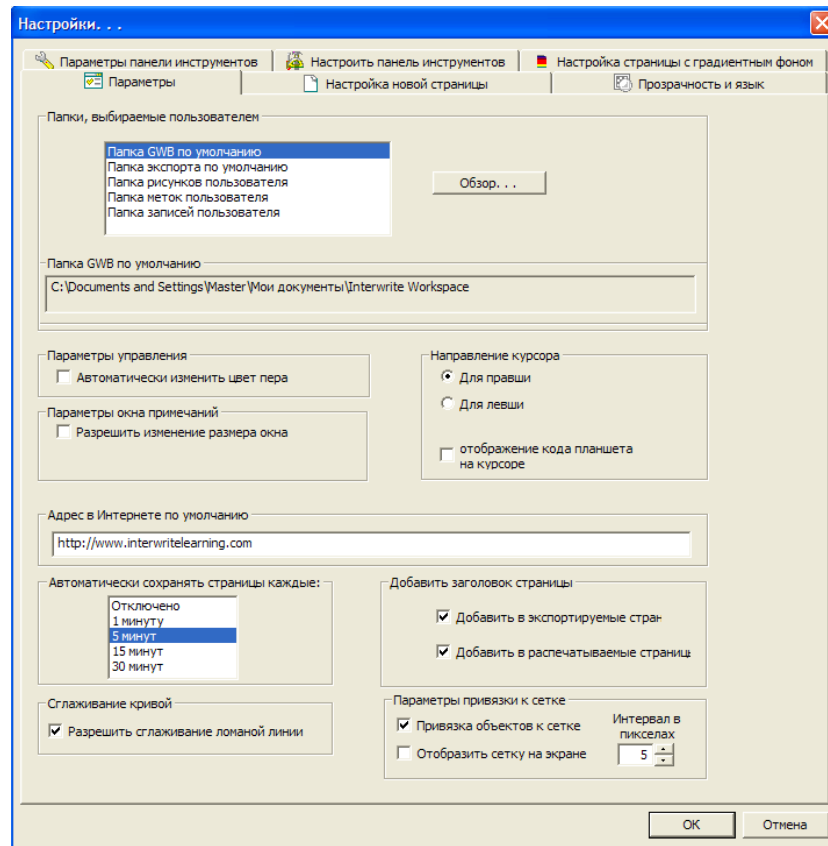 Настройки. . .
Параметры панели инструментов
Настроить панель инструментов
Настройка страницы с градиентным фоном
Параметры
Настройка новой страницы
Прозрачность и язык
Папки, выбираемые пользователем
Папка GWB по умолчанию
Папка экспорта по умолчанию
Папка рисунков пользователя
Папка меток пользователя
Папка записей пользователя
Обзор. . .
Папка GWB по умолчанию
C:\Documents and Settings\Master\Мои документы\Interwrite Workspace
Параметры управления
Автоматически изменить цвет пера
Параметры окна примечаний
Разрешить изменение размера окна
Направление курсора
Для правши
Для левши
отображение кода планшета
на курсоре
Адрес в Интернете по умолчанию
http://www.interwritelearning.com
Автоматически сохранять страницы каждые:
Отключено
1 минуту
5 минут
15 минут
30 минут
Добавить заголовок страницы
Добавить в экспортируемые стран
Добавить в распечатываемые страниць
Сглаживание кривой
Разрешить сглаживание ломаной линии
Параметры привязки к сетке
Привязка объектов к сетке
Отобразить сетку на экране
Интервал в
пикселах
5
OK
Отмена